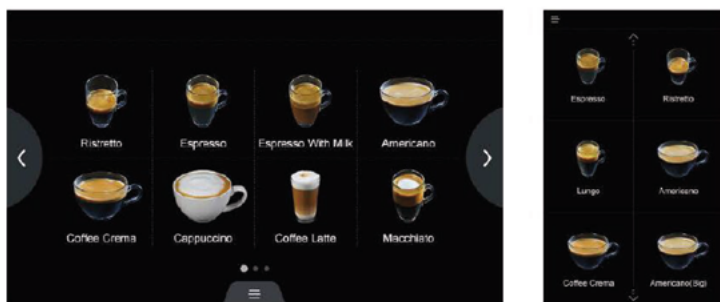 Ristretto Espresso Espresso With Milk Americano
Coffee Crema Cappuccino Coffee Latte Macchiato
Espresso Ristretto
Lungo Americano
Coffee Crema Americano(Big)